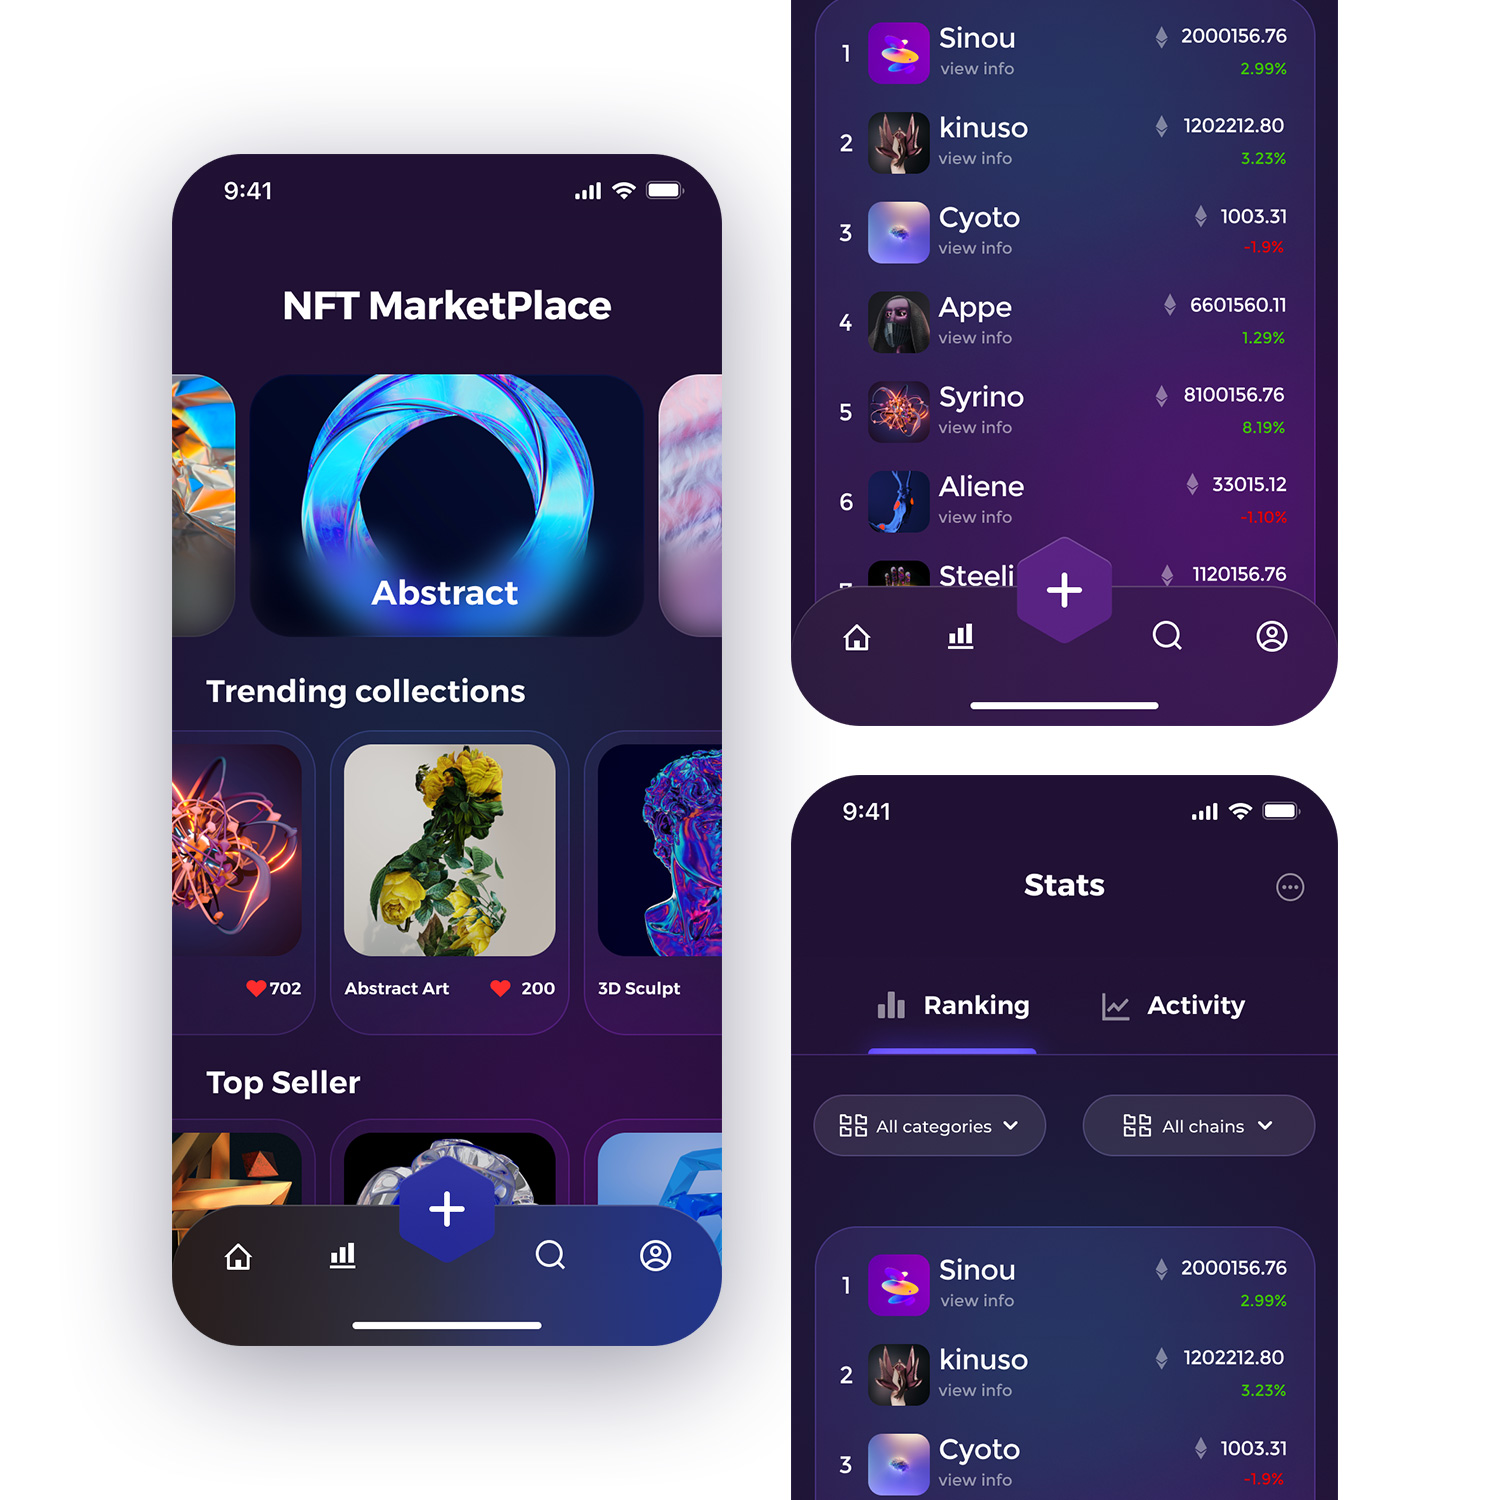 9:41
NFT MarketPlace
Abstract
Trending collections
702
Abstract Art 200
3D Sculpt
Top Seller
1 Sinou 2000156.76
view info 2.99%
2 kinuso 1202212.80
view info 3.23%
3 Cyoto 1003.31
view info -1.9%
4 Appe 6601560.11
view info 1.29%
5 Syrino 8100156.76
view info 8.19%
6 Aliene 33015.12
view info -1.10%
Steeli 1120156.76
9:41
Stats
Ranking Activity
All categories All chains
1 Sinou 2000156.76
view info 2.99%
2 kinuso 1202212.80
view info 3.23%
3 Cyoto 1003.31
view info -1.9%